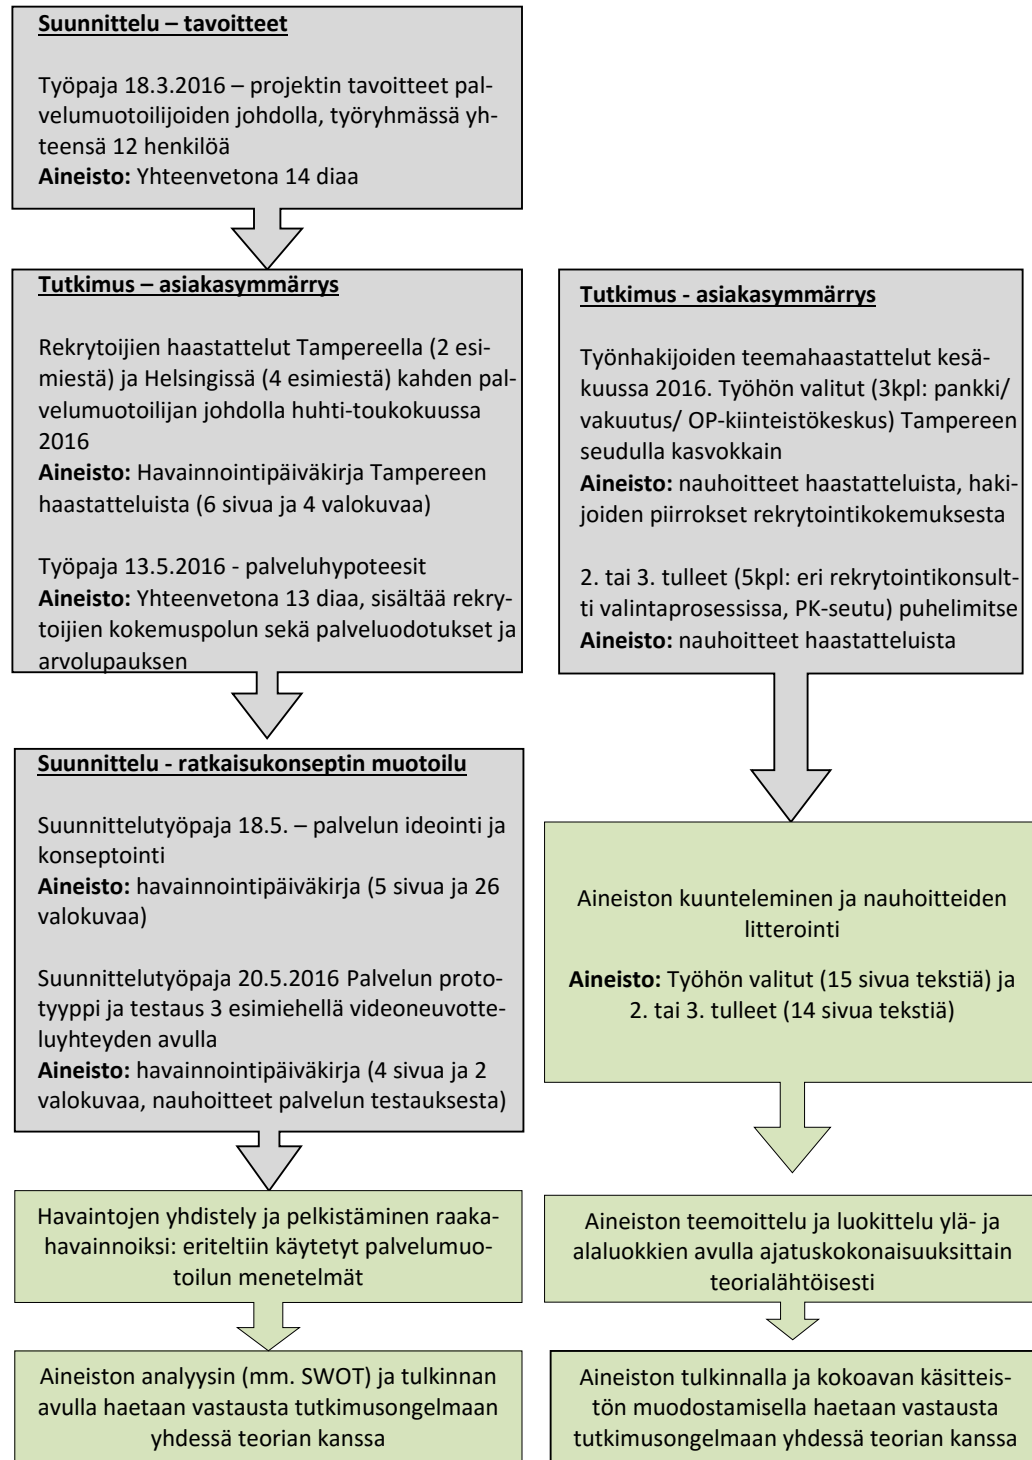 Suunnittelu – tavoitteet
Työpaja 18.3.2016 – projektin tavoitteet pal-
velumuotoilijoiden johdolla, työryhmässä yh-
teensä 12 henkilöä
Aineisto: Yhteenvetona 14 diaa
Tutkimus – asiakasymmärrys
Rekrytoijien haastattelut Tampereella (2 esi-
miestä) ja Helsingissä (4 esimiestä) kahden pal-
velumuotoilijan johdolla huhti-toukokuussa
2016
Aineisto: Havainnointipäiväkirja Tampereen
haastatteluista (6 sivua ja 4 valokuvaa)
Työpaja 13.5.2016 - palveluhypoteesit
Aineisto: Yhteenvetona 13 diaa, sisältää rekry-
toijien kokemuspolun sekä palveluodotukset ja
arvolupauksen
Suunnittelu - ratkaisukonseptin muotoilu
Suunnittelutyöpaja 18.5. – palvelun ideointi ja
konseptointi
Aineisto: havainnointipäiväkirja (5 sivua ja 26
valokuvaa)
Suunnittelutyöpaja 20.5.2016 Palvelun proto-
tyyppi ja testaus 3 esimiehellä videoneuvotte-
luyhteyden avulla
Aineisto: havainnointipäiväkirja (4 sivua ja 2
valokuvaa, nauhoitteet palvelun testauksesta)
Havaintojen yhdistely ja pelkistäminen raaka-
havainnoiksi: eriteltiin käytetyt palvelumuo-
toilun menetelmät
Aineiston analyysin (mm. SWOT) ja tulkinnan
avulla haetaan vastausta tutkimusongelmaan
yhdessä teorian kanssa
Tutkimus - asiakasymmärrys
Työnhakijoiden teemahaastattelut kesä-
kuussa 2016. Työhön valitut (3kpl: pankki/
vakuutus/ OP-kiinteistökeskus) Tampereen
seudulla kasvokkain
Aineisto: nauhoitteet haastatteluista, haki-
joiden piirrokset rekrytointikokemuksesta
2. tai 3. tulleet (5kpl: eri rekrytointikonsult-
ti valintaprosessissa, PK-seutu) puhelimitse
Aineisto: nauhoitteet haastatteluista
Aineiston kuunteleminen ja nauhoitteiden
litterointi
Aineisto: Työhön valitut (15 sivua tekstiä) ja
2. tai 3. tulleet (14 sivua tekstiä)
Aineiston teemoittelu ja luokittelu ylä- ja
alaluokkien avulla ajatuskokonaisuuksittain
teorialähtöisesti
Aineiston tulkinnalla ja kokoavan käsitteis-
tön muodostamisella haetaan vastausta
tutkimusongelmaan yhdessä teorian kanssa